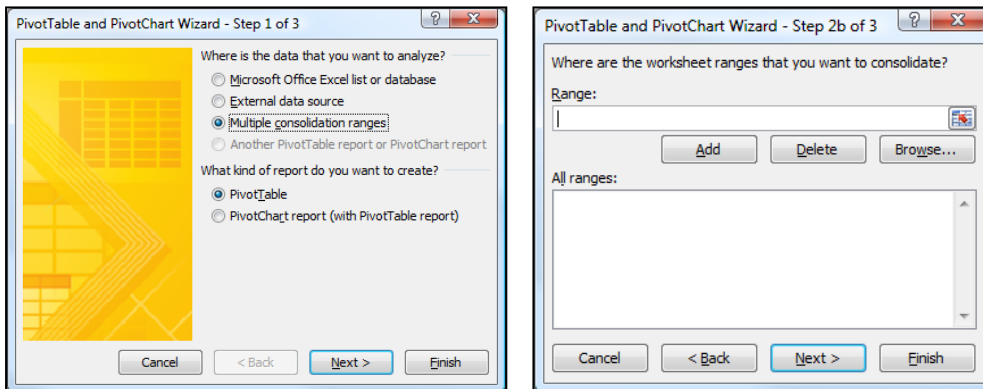 PivotTable and PivotChart Wizard - Step 1 of 3
Where is the data that you want to analyze?
Microsoft Office Excel list or database
External data source
Multiple consolidation ranges
Another PivotTable report or PivotChart report
What kind of report do you want to create?
PivotTable
PivotChart report (with PivotTable report)
Cancel
< Back
Next >
Finish
PivotTable and PivotChart Wizard - Step 2b of 3
Where are the worksheet ranges that you want to consolidate?
Range:
Add
Delete
Browse...
All ranges:
Cancel
< Back
Next >
Finish